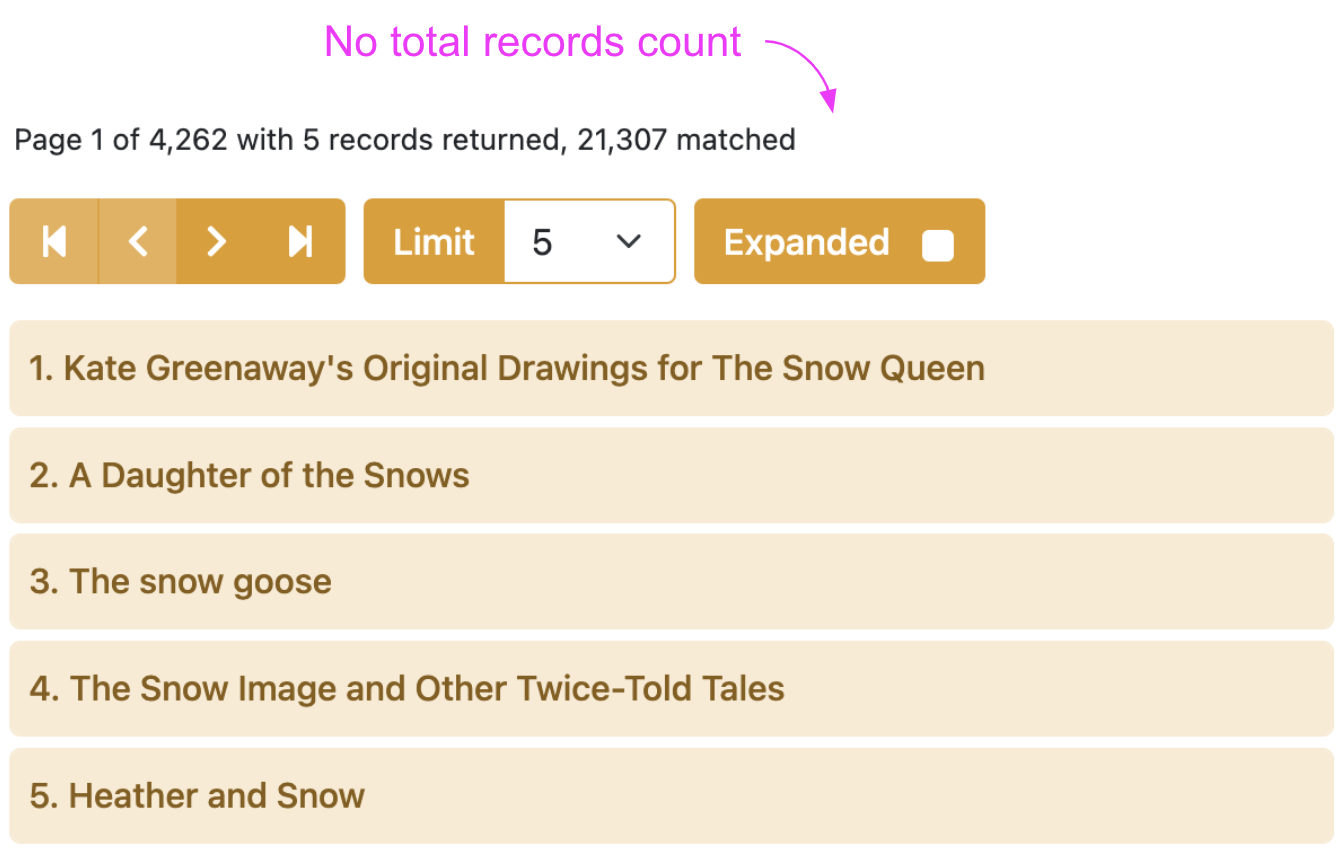 No total records count
Page 1 of 4,262 with 5 records returned, 21,307 matched
Limit 5 Expanded
1. Kate Greenaway's Original Drawings for The Snow Queen
2. A Daughter of the Snows
3. The snow goose
4. The Snow Image and Other Twice-Told Tales
5. Heather and Snow